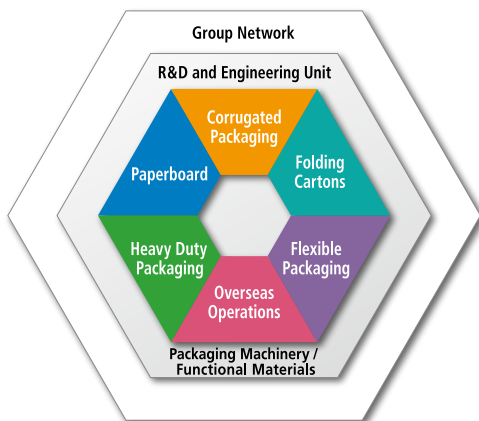 Group Network
R&D and Engineering Unit
Corrugated
Packaging
Paperboard
Folding
Cartons
Heavy Duty
Packaging
Flexible
Packaging
Overseas
Operations
Packaging Machinery /
Functional Materials